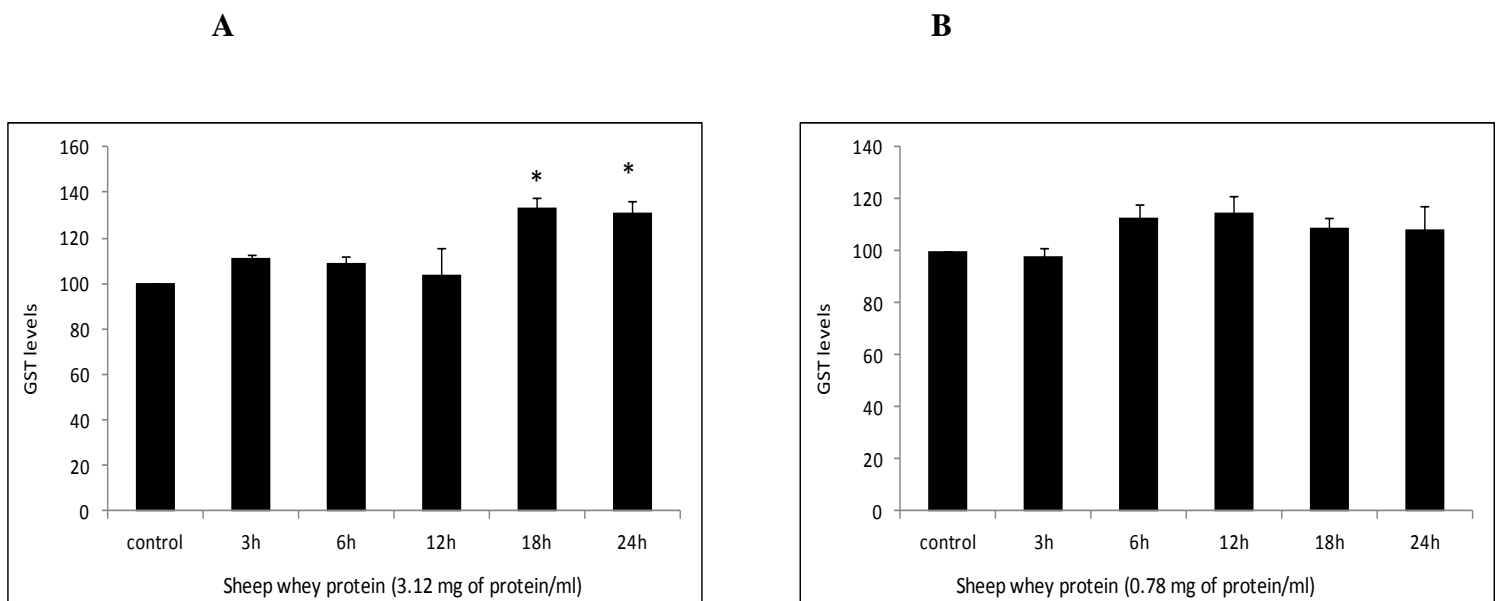 A
B
160
140
120
100
80
60
40
20
0
GST levels
* *
control 3h 6h 12h 18h 24h
Sheep whey protein (3.12 mg of protein/ml)
140
120
100
80
60
40
20
0
GST levels
control 3h 6h 12h 18h 24h
Sheep whey protein (0.78 mg of protein/ml)